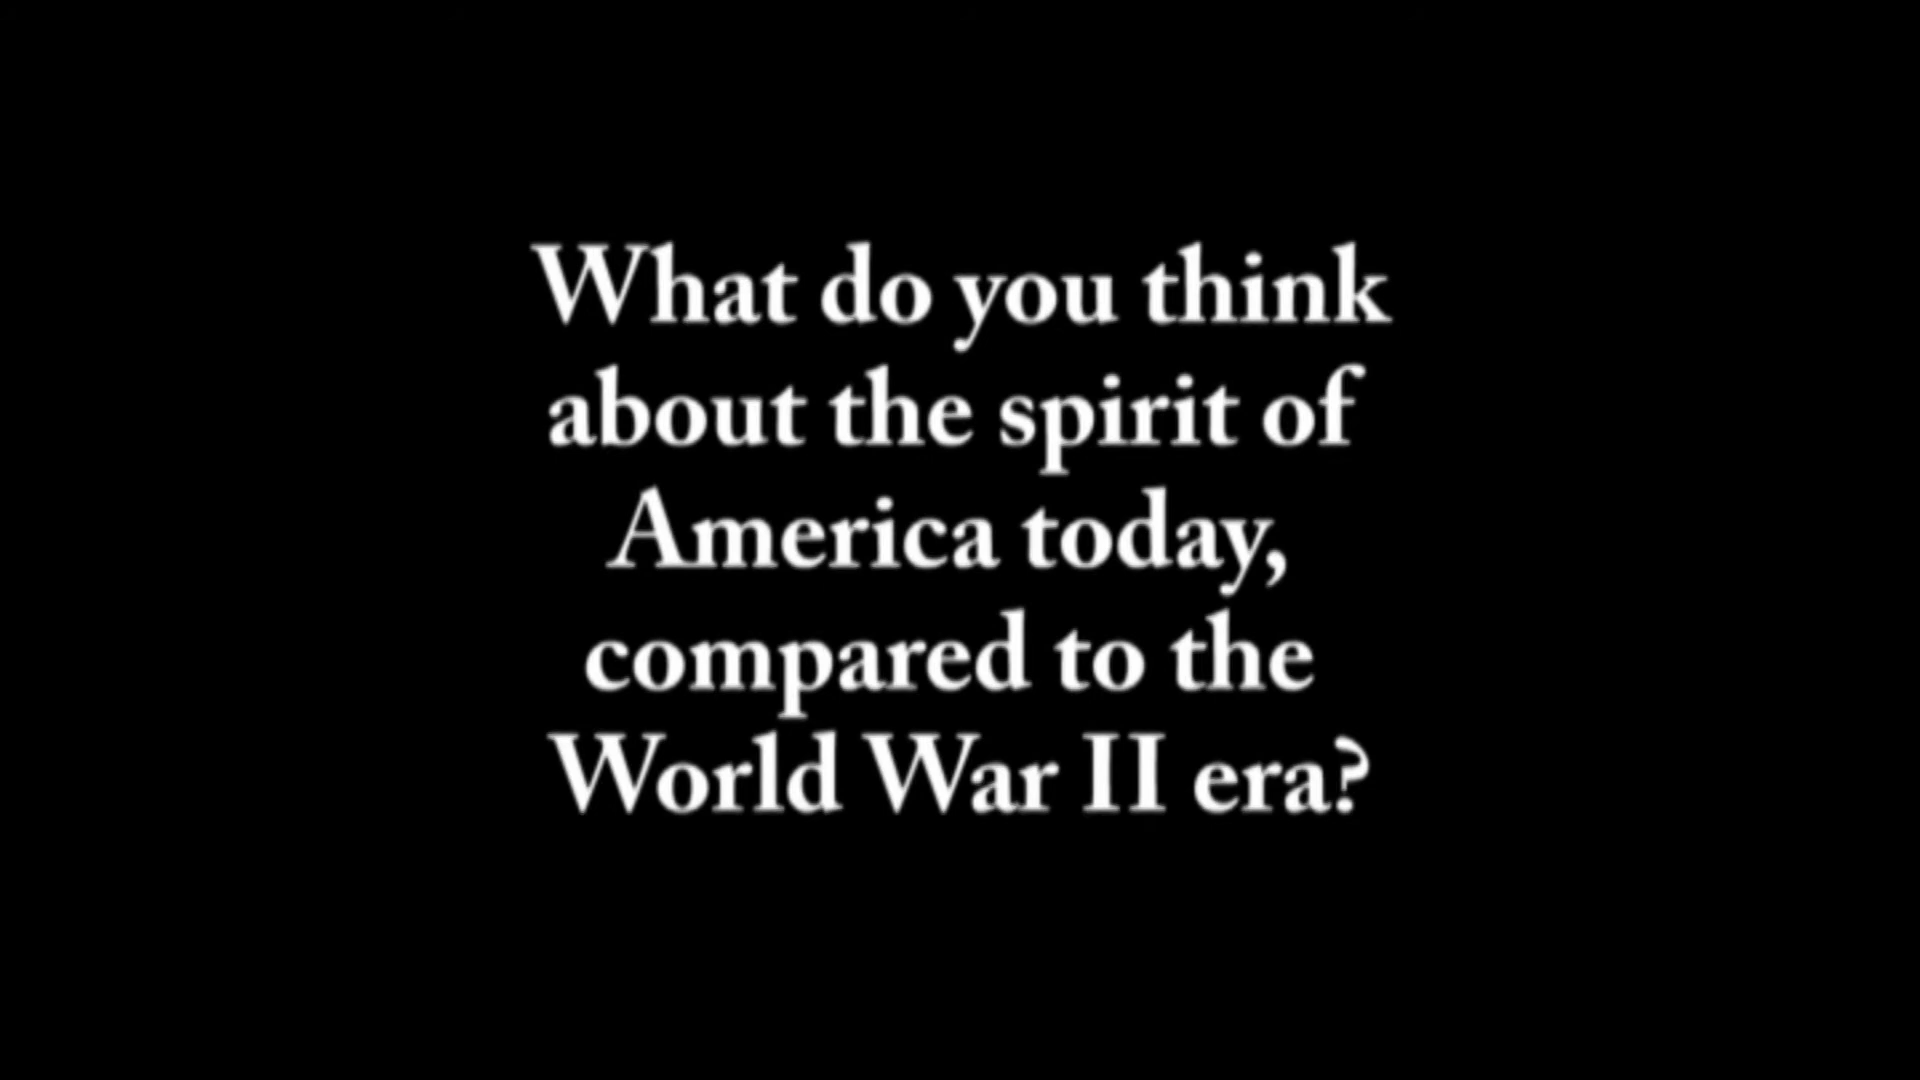 What do you think
about the spirit of
America today,
compared to the
World War II era?